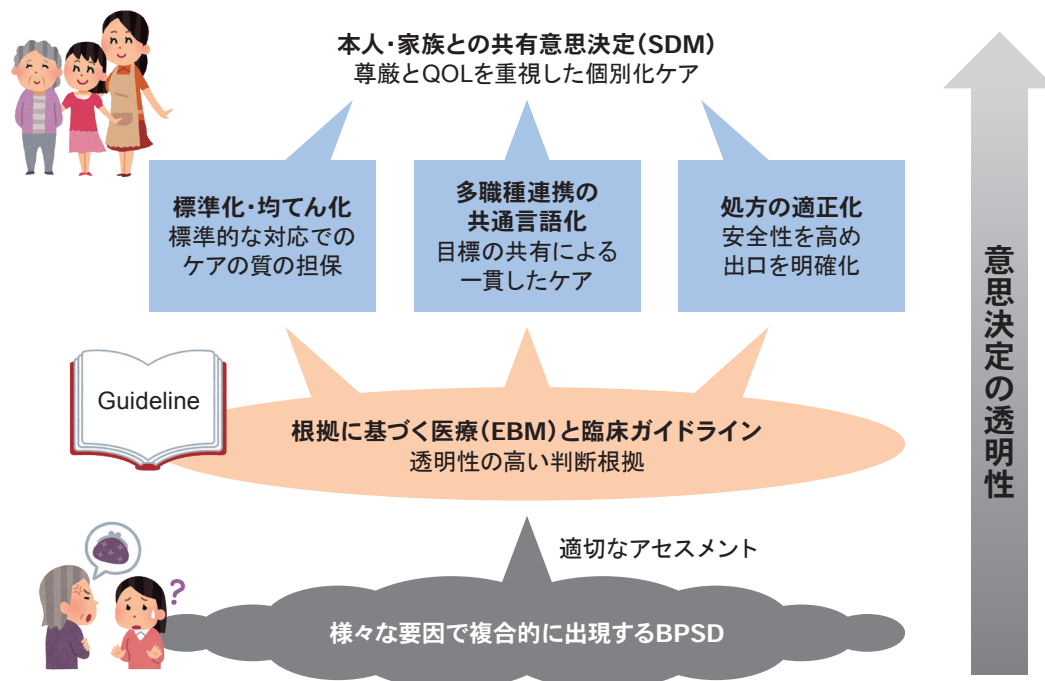 本人・家族との共有意思決定（SDM）
尊厳とQOLを重視した個別化ケア
標準化・均てん化
標準的な対応での
ケアの質の担保
多職種連携の
共通言語化
目標の共有による
一貫したケア
処方の適正化
安全性を高め
出口を明確化
意思決定の透明性
Guideline
根拠に基づく医療（EBM）と臨床ガイドライン
透明性の高い判断根拠
適切なアセスメント
?
様々な要因で複合的に出現するBPSD